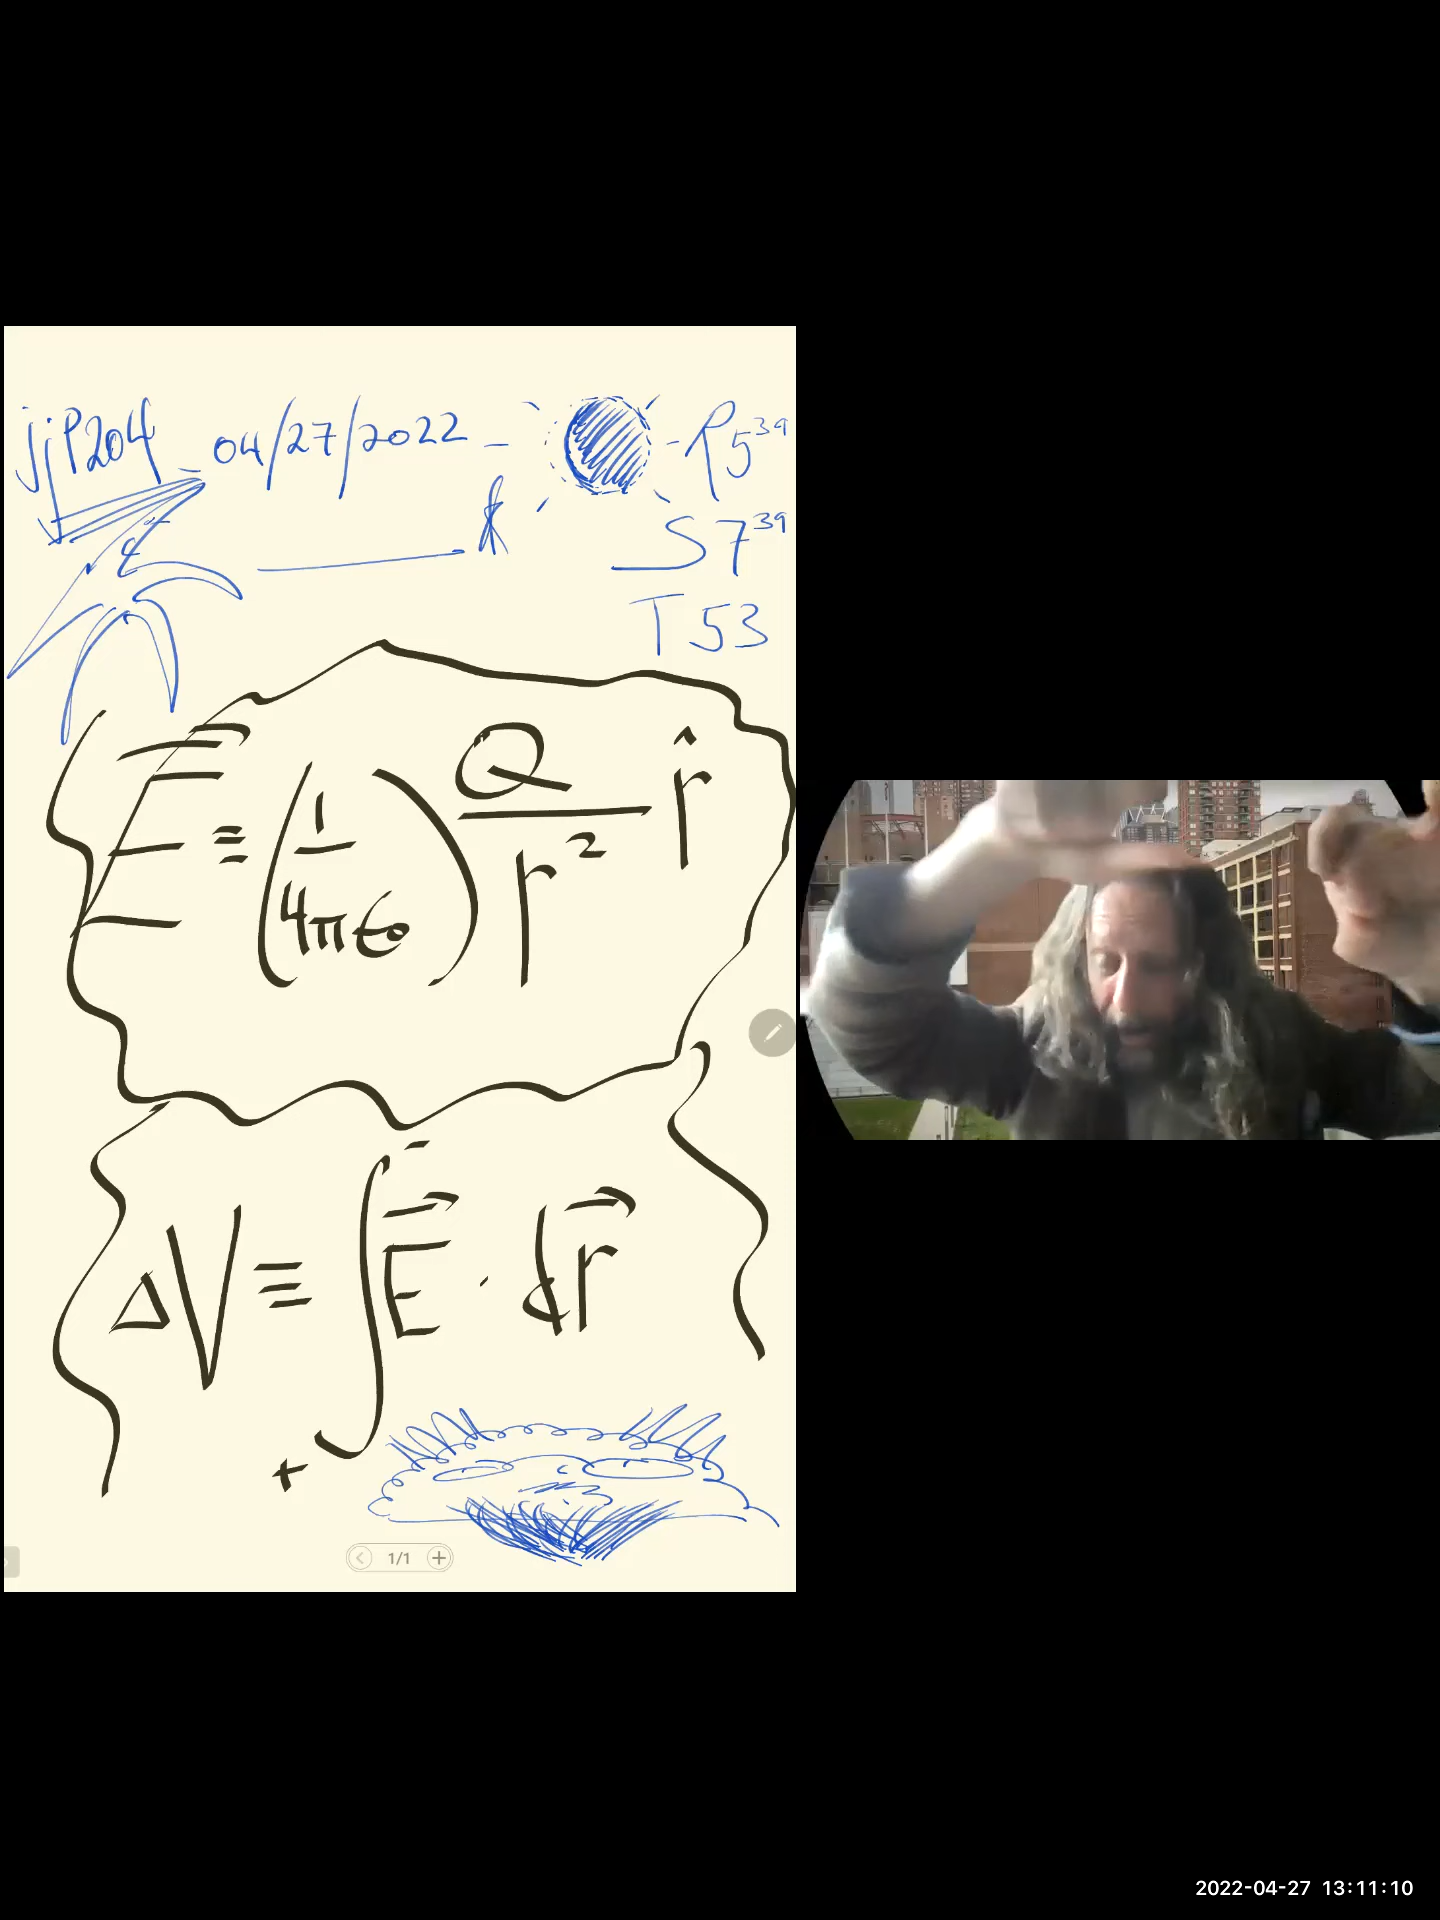 jjP204 04/27/2022 - - R5³⁹
S7³⁹
T53
E⃗ = (1/4πϵ₀) Q/r² r̂
-
ΔV ≡ ∫ E⃗ · dr⃗
+
1/1
2022-04-27 13:11:10